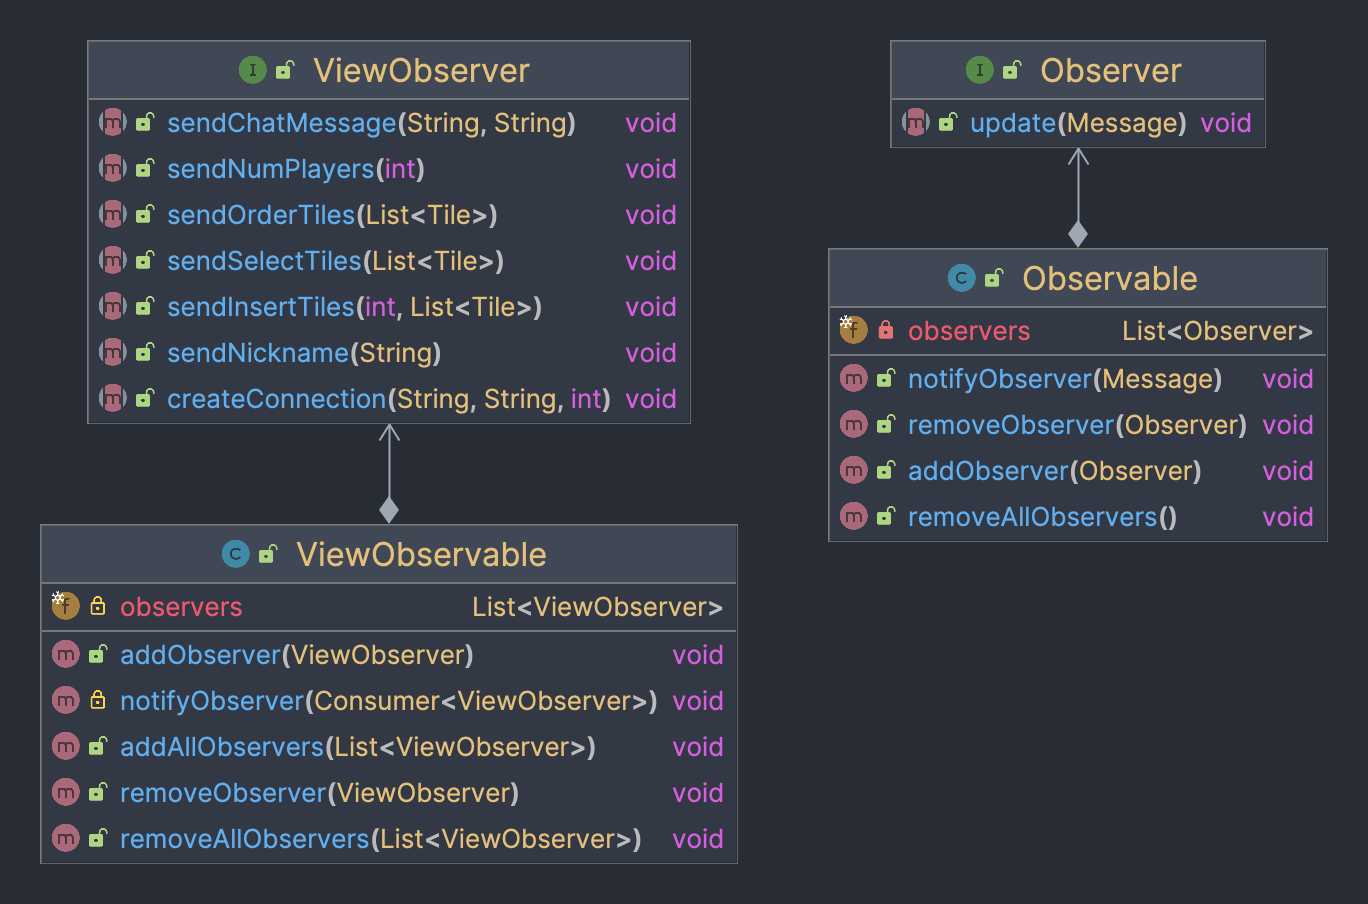 ViewObserver
sendChatMessage(String, String) void
sendNumPlayers(int) void
sendOrderTiles(List<Tile>) void
sendSelectTiles(List<Tile>) void
sendInsertTiles(int, List<Tile>) void
sendNickname(String) void
createConnection(String, String, int) void
ViewObservable
observers List<ViewObserver>
addObserver(ViewObserver) void
notifyObserver(Consumer<ViewObserver>) void
addAllObservers(List<ViewObserver>) void
removeObserver(ViewObserver) void
removeAllObservers(List<ViewObserver>) void
Observer
update(Message) void
Observable
observers List<Observer>
notifyObserver(Message) void
removeObserver(Observer) void
addObserver(Observer) void
removeAllObservers() void